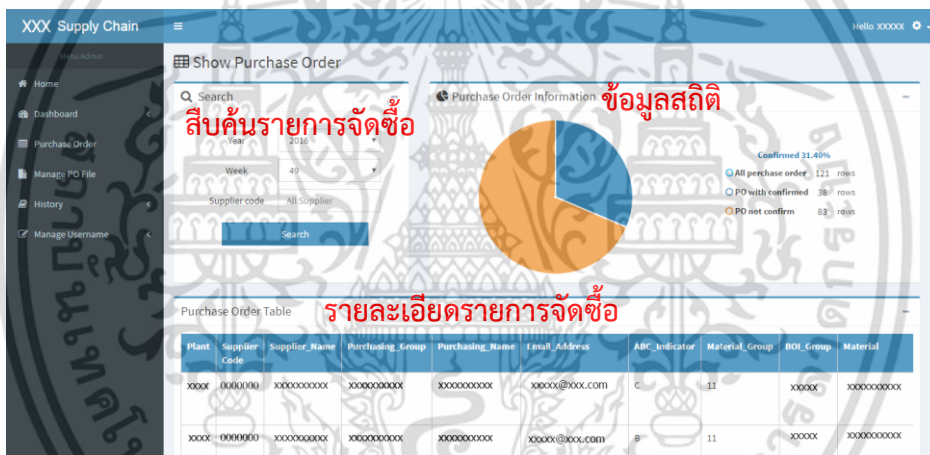 XXX Supply Chain
Hello xxxxx
Menu Admin
Home
Dashboard
Purchase Order
Manage PO File
History
Manage Username
Show Purchase Order
Search
สืบค้นรายการจัดซื้อ
Year 2016
Week 49
Supplier code All Supplier
Search
Purchase Order Information ข้อมูลสถิติ
Confirmed 31.40%
All perchase order 121 rows
PO with confirmed 38 rows
PO not confirm 83 rows
Purchase Order Table รายละเอียดรายการจัดซื้อ
Plant Supplier Code Supplier_Name Purchasing_Group Purchasing_Name Email_Address ABC_Indicator Material_Group BOI_Group Material
xxxx 0000000 xxxxxxxxxx xxxxxxxxxx xxxxxxxxxx xxxxx@xxx.com C 11 xxxxx xxxxxxxxxx
xxxx 0000000 xxxxxxxxxx xxxxxxxxxx xxxxxxxxxx xxxxx@xxx.com B 11 xxxxx xxxxxxxxxx